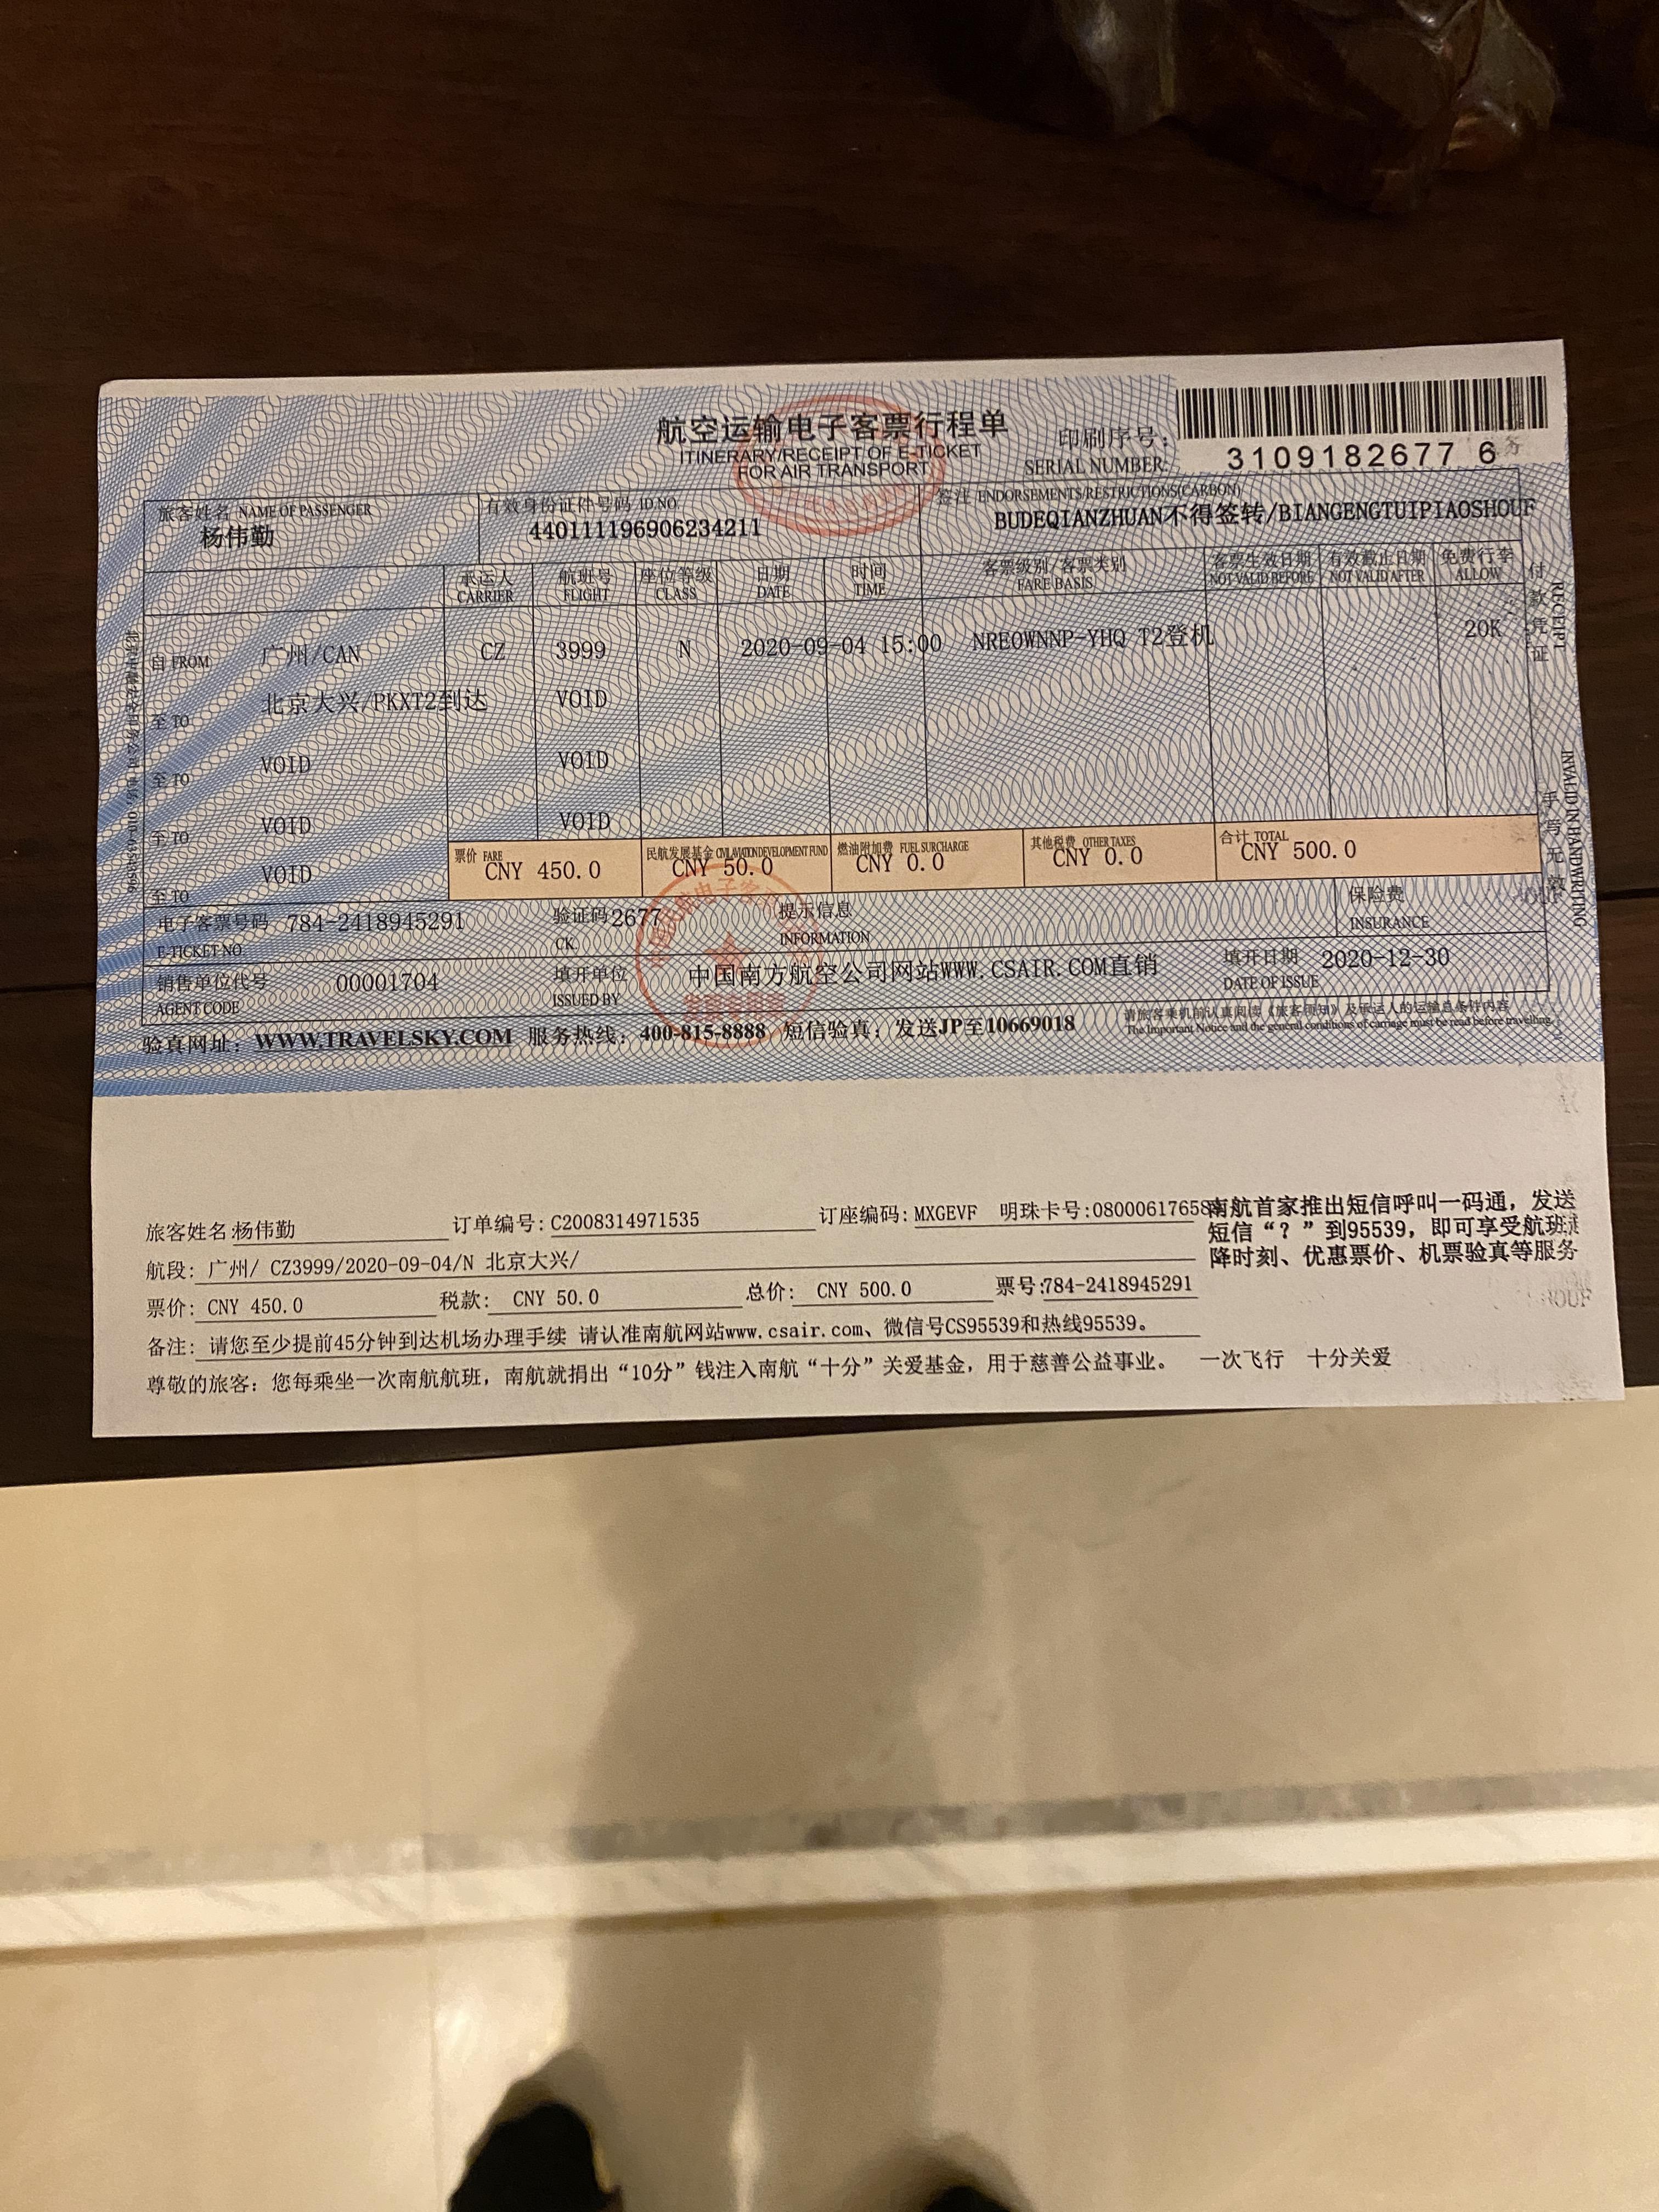 航空运输电子客票行程单
ITINERARY/RECEIPT OF E-TICKET
FOR AIR TRANSPORT
印刷序号:
SERIAL NUMBER:
3109182677 6
旅客姓名 NAME OF PASSENGER
杨伟勤
有效身份证件号码 ID.NO.
440111196906234211
签注 ENDORSEMENTS/RESTRICTIONS(CARBON)
BUDEQIANZHUAN不得签转/BIANGENGTUIPIAOSHOUF
承运人 CARRIER 航班号 FLIGHT 座位等级 CLASS 日期 DATE 时间 TIME 客票级别/客票类别 FARE BASIS 客票生效日期 NOT VALID BEFORE 有效截止日期 NOT VALID AFTER 免费行李 ALLOW
自 FROM 广州/CAN CZ 3999 N 2020-09-04 15:00 NREOWNNP-YHQ T2登机 20K
至 TO 北京大兴/PKXT2到达 VOID
至 TO VOID VOID
至 TO VOID VOID
至 TO VOID
票价 FARE CNY 450.0 民航发展基金 CIVIL AVIATION DEVELOPMENT FUND CNY 50.0 燃油附加费 FUEL SURCHARGE CNY 0.0 其他税费 OTHER TAXES CNY 0.0 合计 TOTAL CNY 500.0
电子客票号码 E-TICKET NO. 784-2418945291 验证码 CK. 2677 提示信息 INFORMATION 保险费 INSURANCE
销售单位代号 AGENT CODE 00001704 填开单位 ISSUED BY 中国南方航空公司网站WWW.CSAIR.COM直销 填开日期 DATE OF ISSUE 2020-12-30
验真网址: WWW.TRAVELSKY.COM 服务热线: 400-815-8888 短信验真: 发送JP至10669018
请旅客乘机前认真阅读《旅客须知》及承运人的运输总条件内容
The Important Notice and the general conditions of carriage must be read before travelling.
付款凭证 RECEIPT
手写无效 INVALID IN HANDWRITING
旅客姓名:杨伟勤 订单编号:C2008314971535 订座编码:MXGEVF 明珠卡号:08000617658
航段: 广州/ CZ3999/2020-09-04/N 北京大兴/
票价: CNY 450.0 税款: CNY 50.0 总价: CNY 500.0 票号:784-2418945291
备注: 请您至少提前45分钟到达机场办理手续 请认准南航网站www.csair.com、微信号CS95539和热线95539。
尊敬的旅客: 您每乘坐一次南航航班,南航就捐出“10分”钱注入南航“十分”关爱基金,用于慈善公益事业。 一次飞行 十分关爱
南航首家推出短信呼叫一码通,发送
短信“?”到95539,即可享受航班
降时刻、优惠票价、机票验真等服务